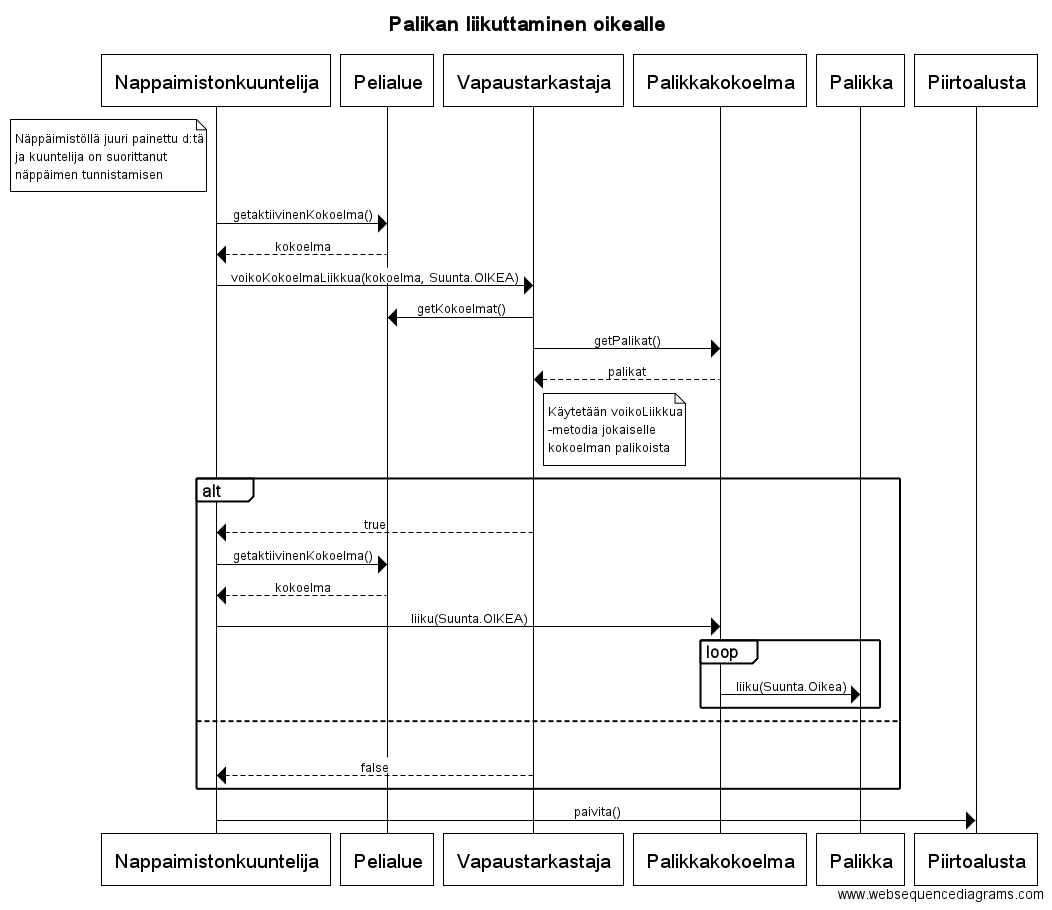 Palikan liikuttaminen oikealle
Nappaimistonkuuntelija
Pelialue
Vapaustarkastaja
Palikkakokoelma
Palikka
Piirtoalusta
Näppäimistöllä juuri painettu d:tä
ja kuuntelija on suorittanut
näppäimen tunnistamisen
getaktiivinenKokoelma()
kokoelma
voikoKokoelmaLiikkua(kokoelma, Suunta.OIKEA)
getKokoelmat()
getPalikat()
palikat
Käytetään voikoLiikkua
-metodia jokaiselle
kokoelman palikoista
alt
true
getaktiivinenKokoelma()
kokoelma
liiku(Suunta.OIKEA)
loop
liiku(Suunta.Oikea)
false
paivita()
Nappaimistonkuuntelija
Pelialue
Vapaustarkastaja
Palikkakokoelma
Palikka
Piirtoalusta
www.websequencediagrams.com